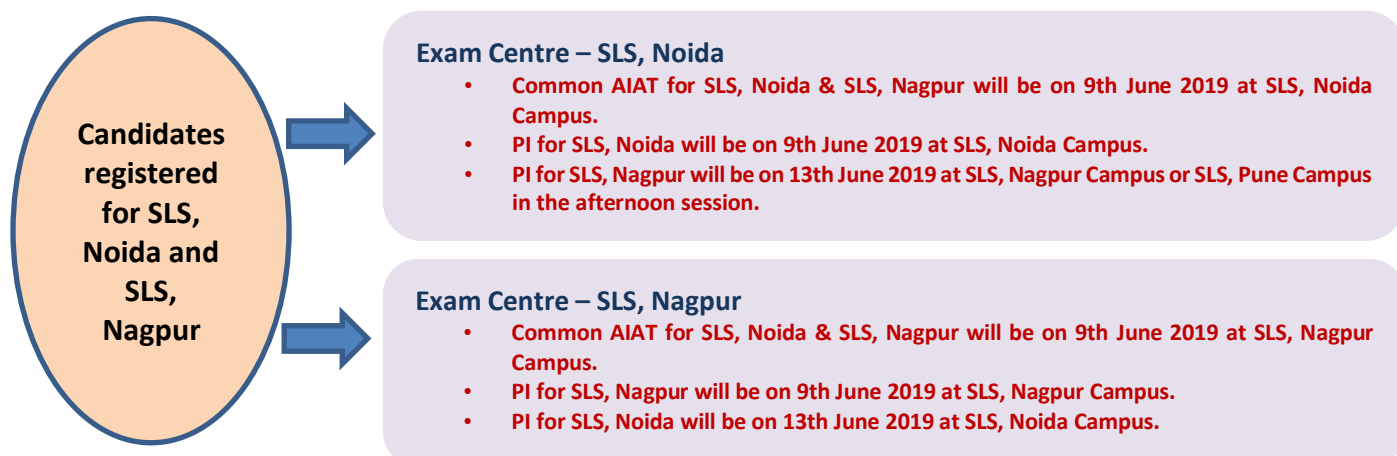 Candidates
registered
for SLS,
Noida and
SLS,
Nagpur
Exam Centre – SLS, Noida
• Common AIAT for SLS, Noida & SLS, Nagpur will be on 9th June 2019 at SLS, Noida
Campus.
• PI for SLS, Noida will be on 9th June 2019 at SLS, Noida Campus.
• PI for SLS, Nagpur will be on 13th June 2019 at SLS, Nagpur Campus or SLS, Pune Campus
in the afternoon session.
Exam Centre – SLS, Nagpur
• Common AIAT for SLS, Noida & SLS, Nagpur will be on 9th June 2019 at SLS, Nagpur
Campus.
• PI for SLS, Nagpur will be on 9th June 2019 at SLS, Nagpur Campus.
• PI for SLS, Noida will be on 13th June 2019 at SLS, Noida Campus.